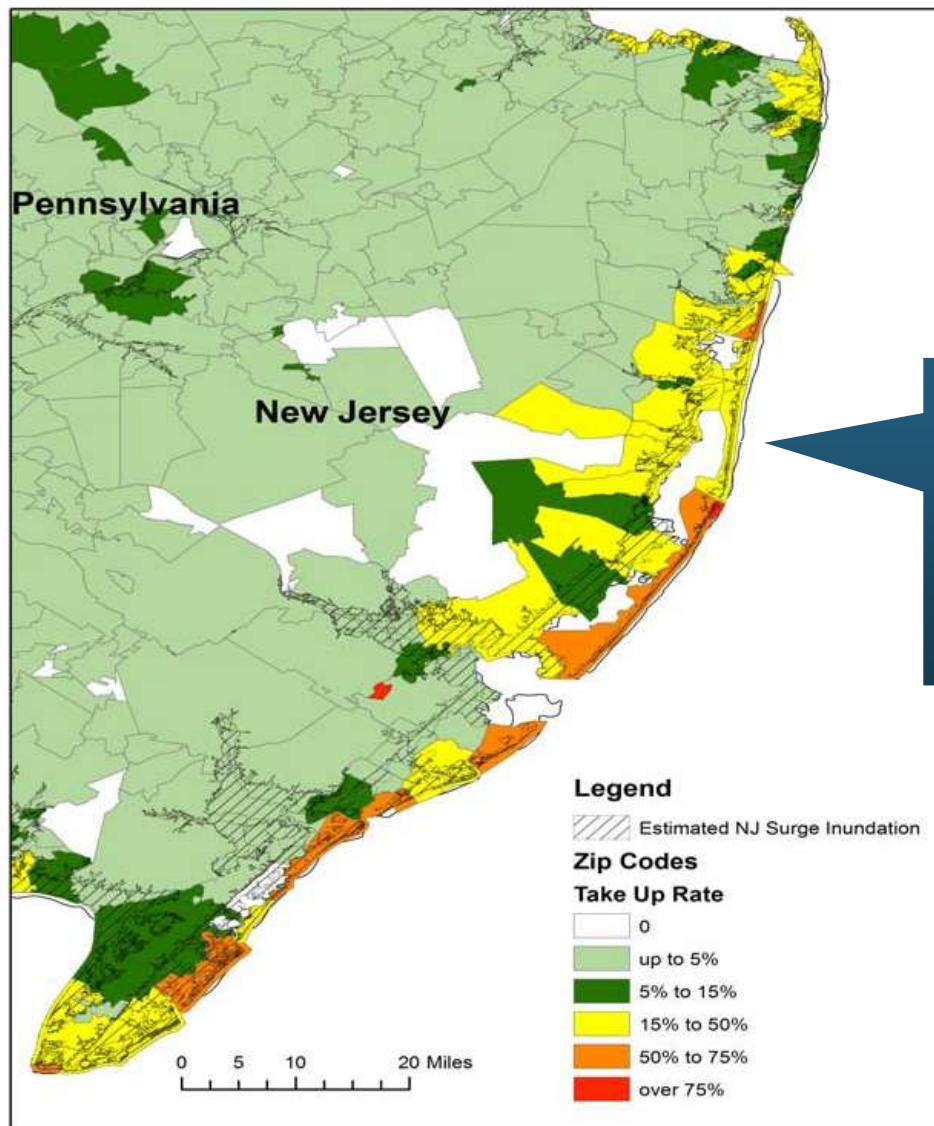 Pennsylvania
New Jersey
Legend
Estimated NJ Surge Inundation
Zip Codes
Take Up Rate
0
up to 5%
5% to 15%
15% to 50%
50% to 75%
over 75%
0 5 10 20 Miles